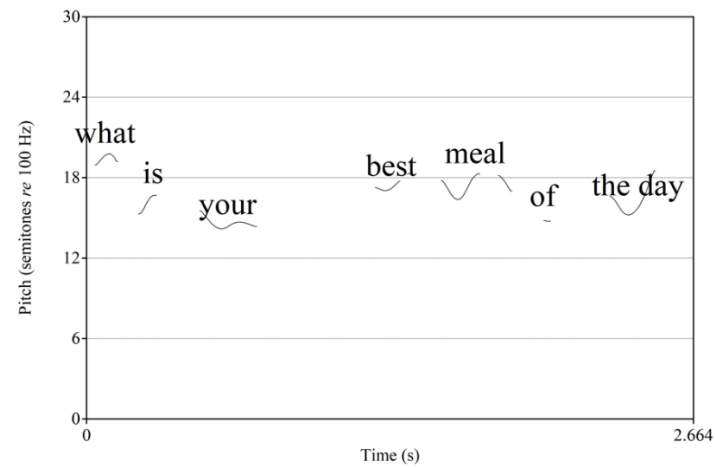 30
24
18
12
6
0
Pitch (semitones re 100 Hz)
what
is
your
best
meal
of
the day
0
2.664
Time (s)